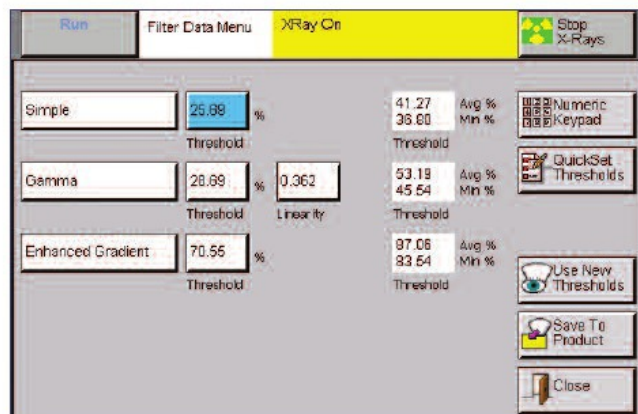 Run
Filter Data Menu
XRay On
Stop
X-Rays
Simple
25.69 %
Threshold
41.27 Avg %
36.80 Min %
Numeric
Keypad
Gamma
28.69 % 0.362
Threshold Linearity
53.19 Avg %
45.54 Min %
Threshold
QuickSet
Thresholds
Enhanced Gradient
70.55 %
Threshold
87.06 Avg %
83.54 Min %
Threshold
Use New
Thresholds
Save To
Product
Close